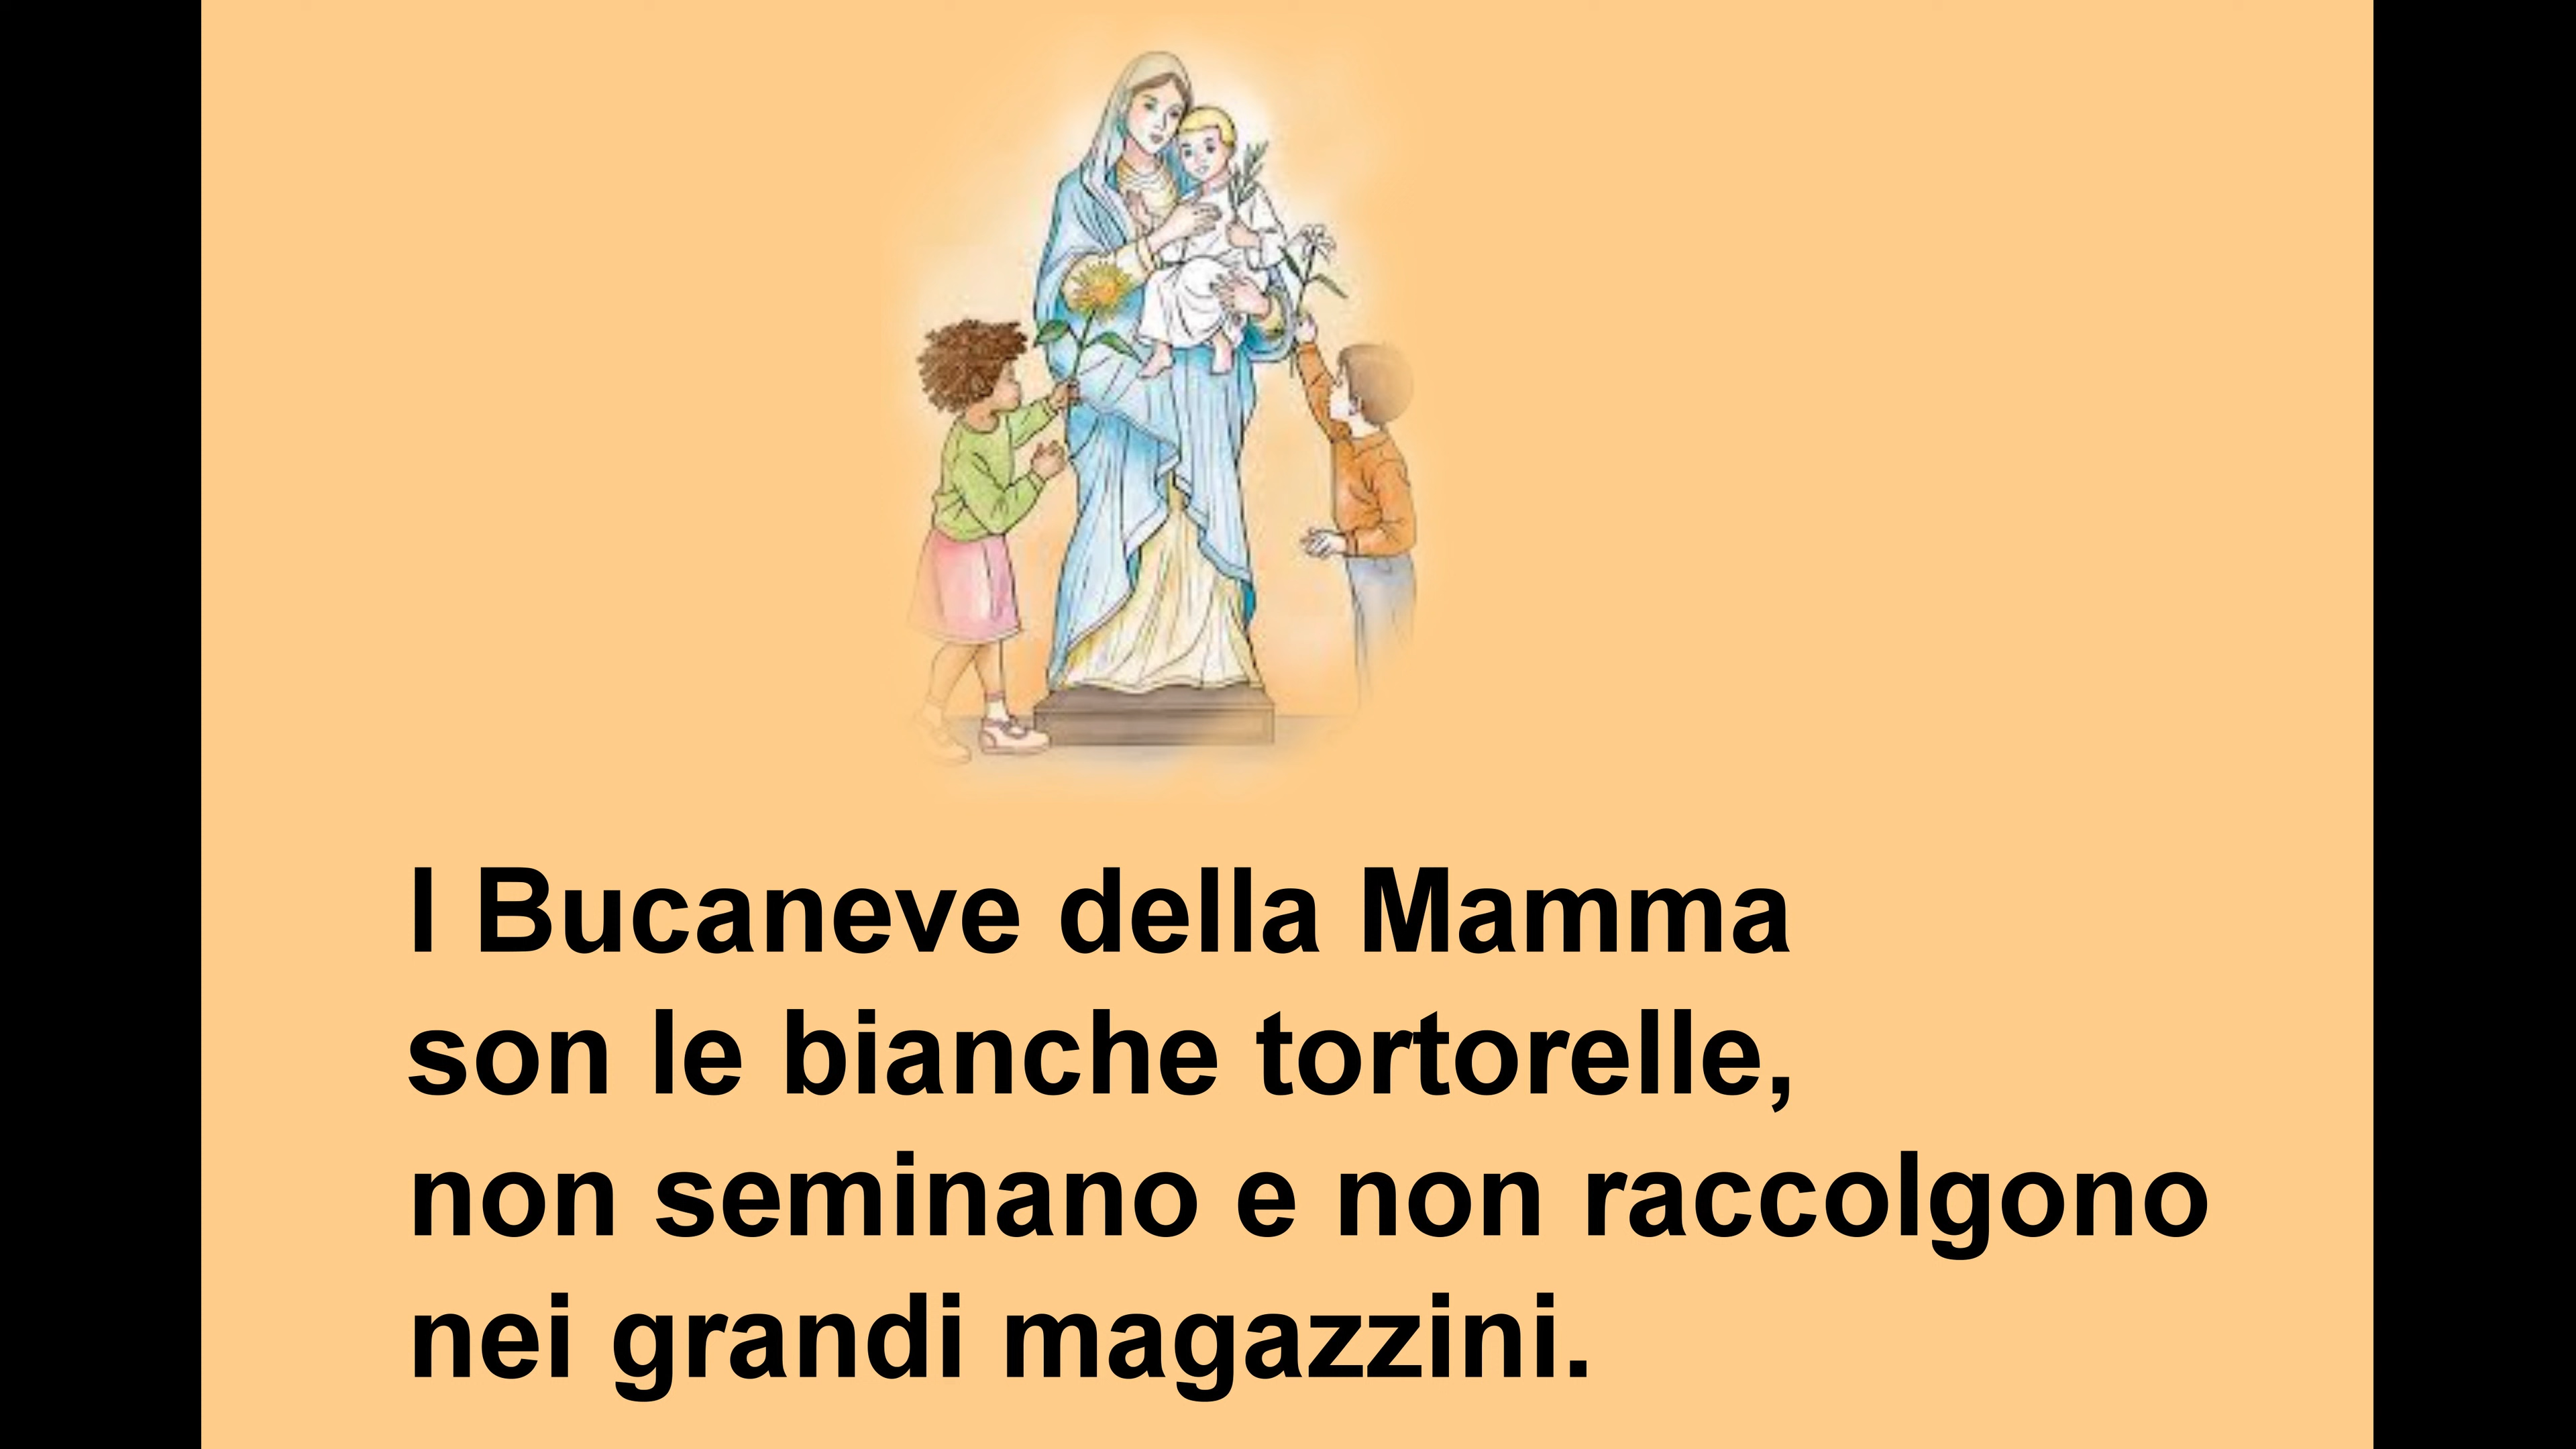 I Bucaneve della Mamma
son le bianche tortorelle,
non seminano e non raccolgono
nei grandi magazzini.